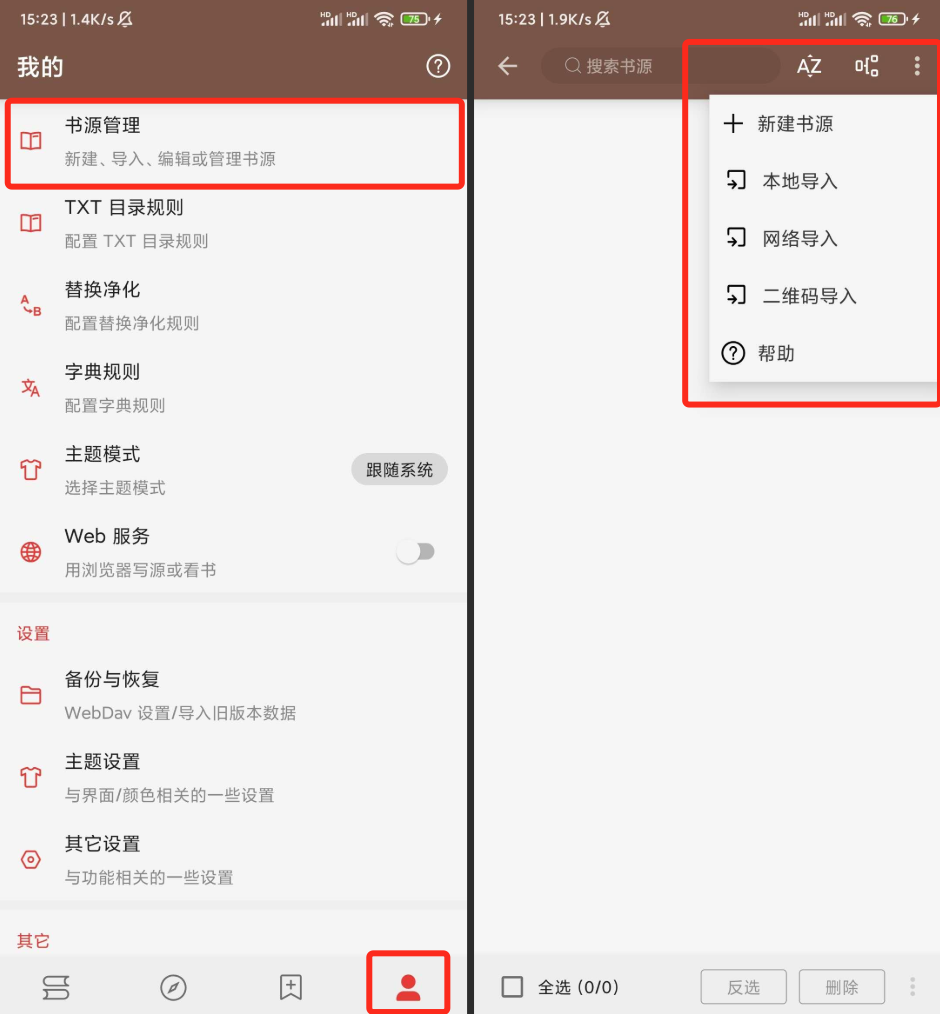 15:23 | 1.4K/s
HD HD 75
我的
书源管理
新建、导入、编辑或管理书源
TXT 目录规则
配置 TXT 目录规则
A B
替换净化
配置替换净化规则
文A
字典规则
配置字典规则
主题模式
选择主题模式
跟随系统
Web 服务
用浏览器写源或看书
设置
备份与恢复
WebDav 设置/导入旧版本数据
主题设置
与界面/颜色相关的一些设置
其它设置
与功能相关的一些设置
其它
15:23 | 1.9K/s
HD HD 76
搜索书源
AZ
新建书源
本地导入
网络导入
二维码导入
帮助
全选 (0/0)
反选
删除